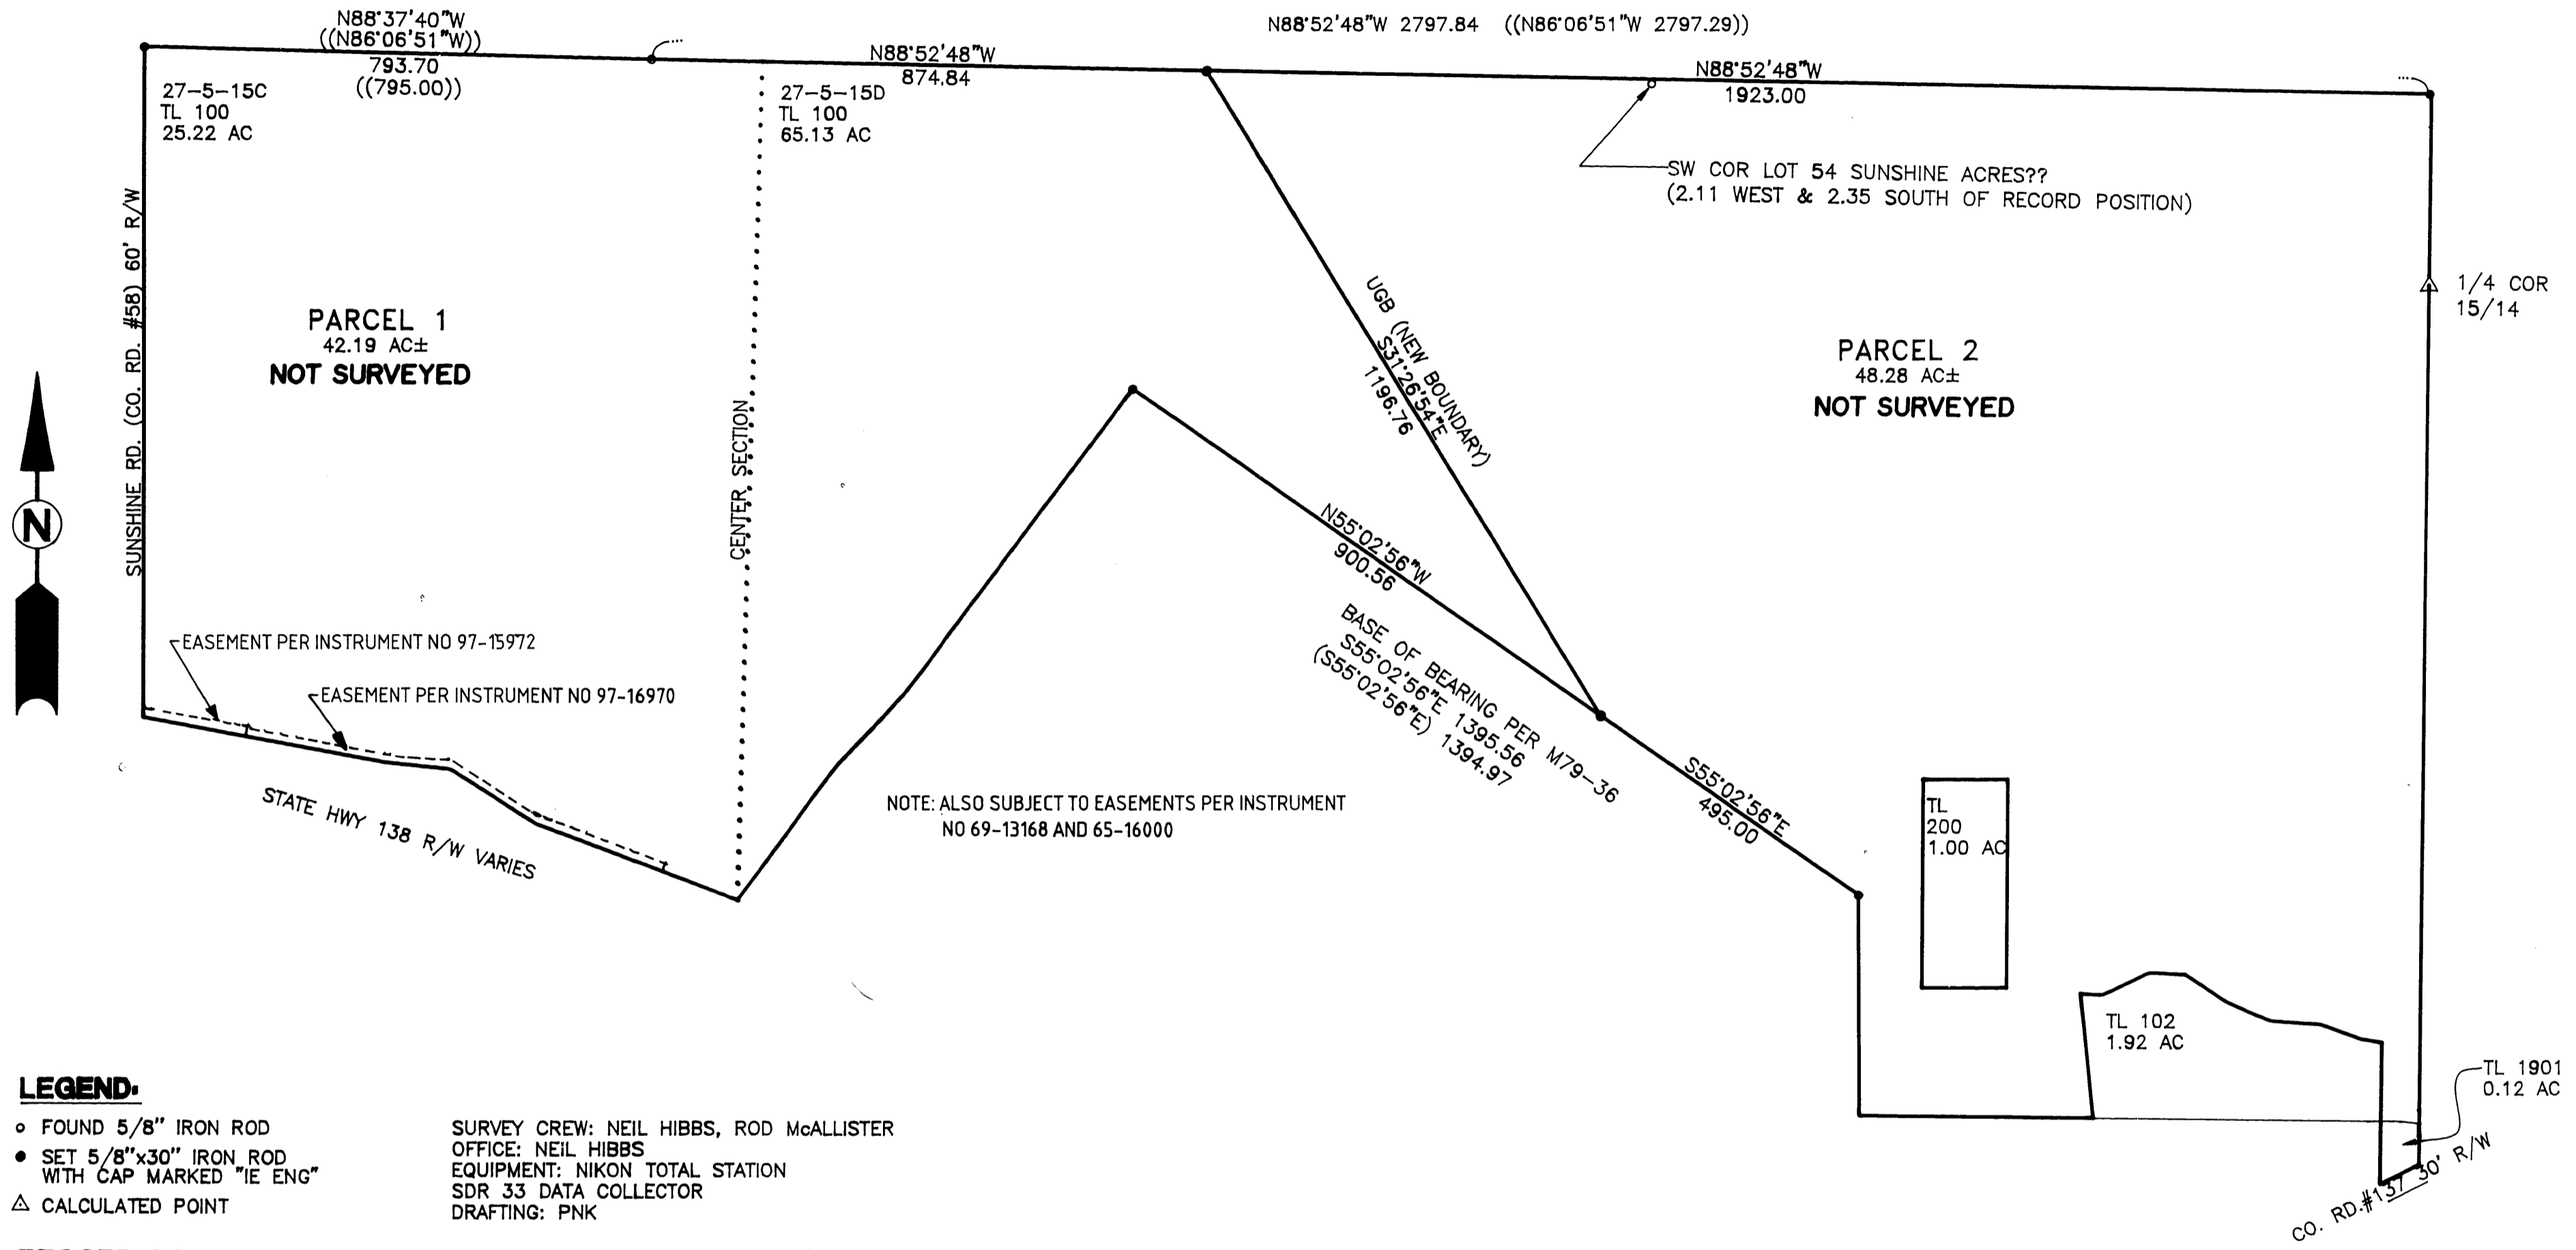 N88°37'40"W
((N86°06'51"W))
793.70
((795.00))
N88°52'48"W 2797.84 ((N86°06'51"W 2797.29))
N88°52'48"W
874.84
N88°52'48"W
1923.00
27-5-15C
TL 100
25.22 AC
27-5-15D
TL 100
65.13 AC
SW COR LOT 54 SUNSHINE ACRES??
(2.11 WEST & 2.35 SOUTH OF RECORD POSITION)
SUNSHINE RD. (CO. RD. #58) 60' R/W
PARCEL 1
42.19 AC±
NOT SURVEYED
CENTER SECTION
UGB (NEW BOUNDARY)
S31°26'54"E
1196.76
PARCEL 2
48.28 AC±
NOT SURVEYED
1/4 COR
15/14
N
N55°02'56"W
900.56
BASE OF BEARING PER M79-36
S55°02'56"E 1395.56
(S55°02'56"E) 1394.97
S55°02'56"E
495.00
EASEMENT PER INSTRUMENT NO 97-15972
EASEMENT PER INSTRUMENT NO 97-16970
STATE HWY 138 R/W VARIES
NOTE: ALSO SUBJECT TO EASEMENTS PER INSTRUMENT
NO 69-13168 AND 65-16000
TL
200
1.00 AC
TL 102
1.92 AC
TL 1901
0.12 AC
CO. RD.#137 30' R/W
LEGEND:
FOUND 5/8" IRON ROD
SET 5/8"x30" IRON ROD
WITH CAP MARKED "IE ENG"
CALCULATED POINT
SURVEY CREW: NEIL HIBBS, ROD McALLISTER
OFFICE: NEIL HIBBS
EQUIPMENT: NIKON TOTAL STATION
SDR 33 DATA COLLECTOR
DRAFTING: PNK